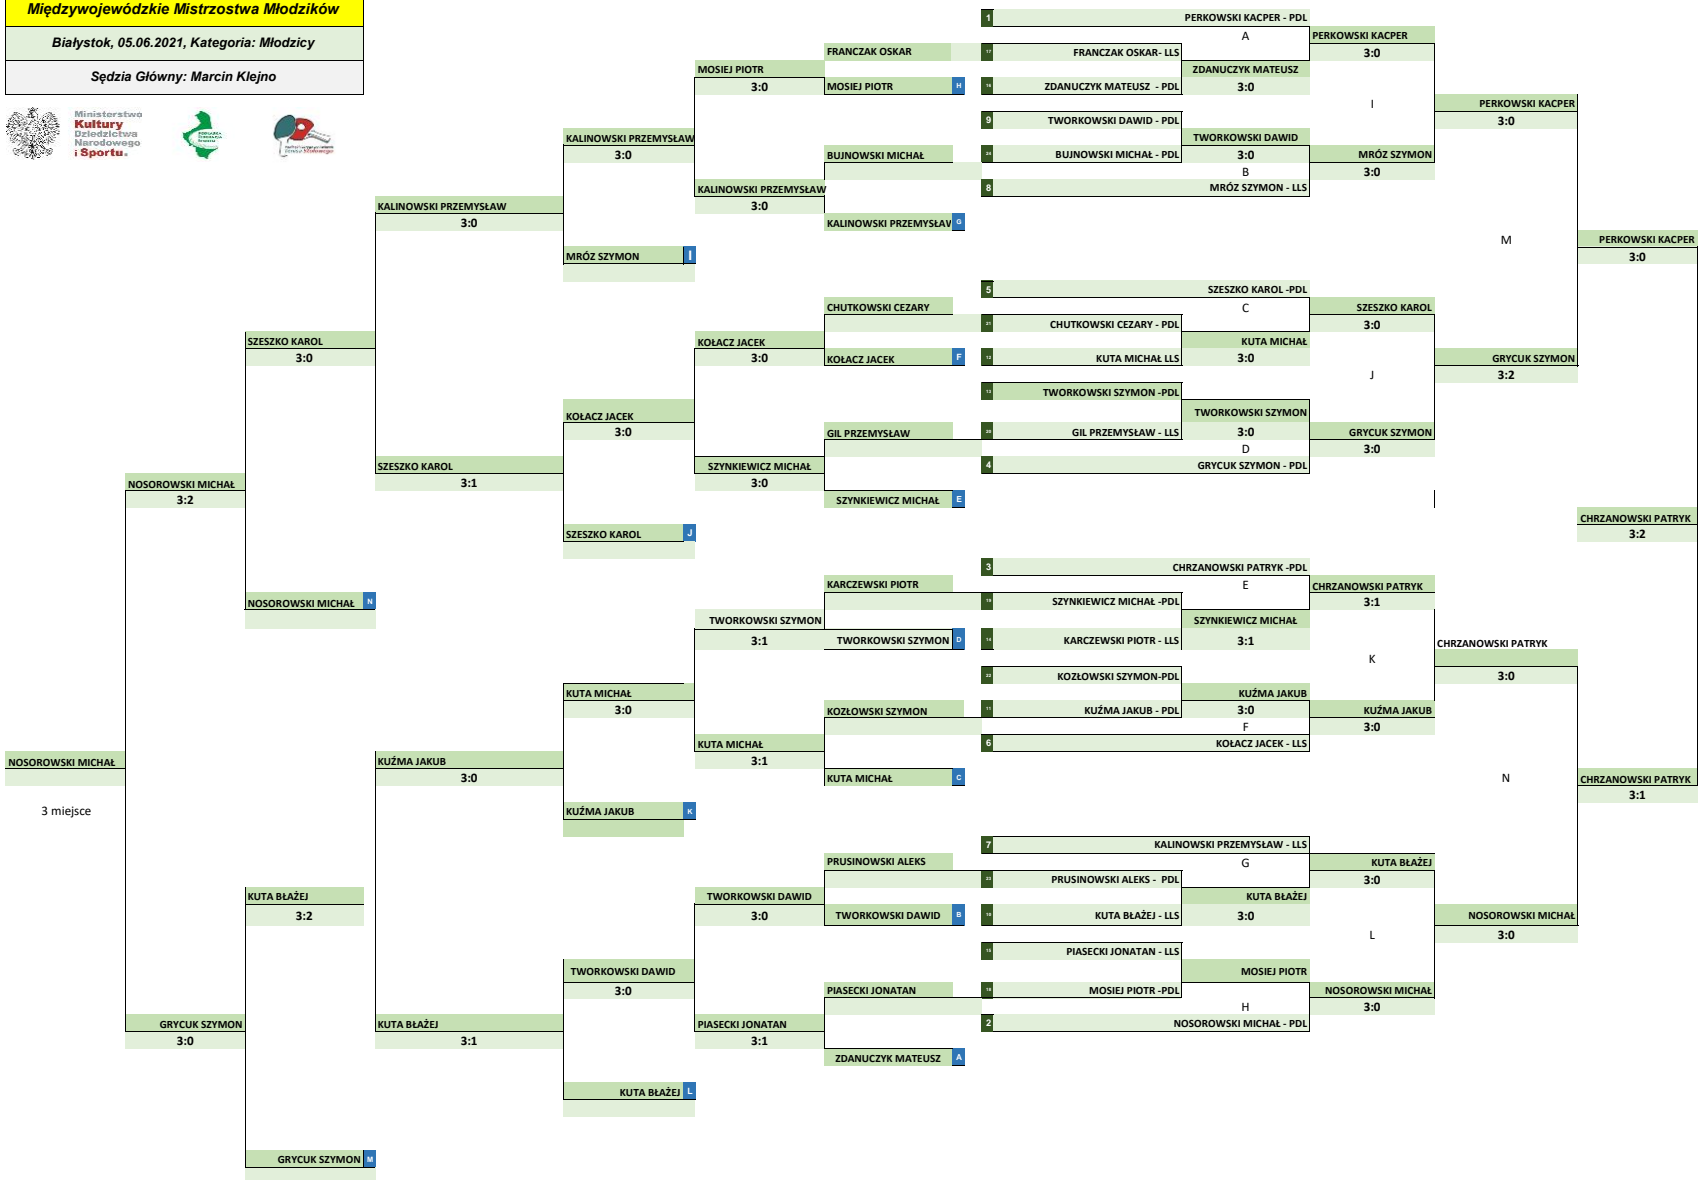 Międzywojewódzkie Mistrzostwa Młodzików
Białystok, 05.06.2021, Kategoria: Młodzicy
Sędzia Główny: Marcin Klejno
Ministerstwo
Kultury
Dziedzictwa
Narodowego
i Sportu.
NOSOROWSKI MICHAŁ
3 miejsce
NOSOROWSKI MICHAŁ
3:2
GRYCUK SZYMON
3:0
SZESZKO KAROL
3:0
NOSOROWSKI MICHAŁ N
KUTA BŁAŻEJ
3:2
GRYCUK SZYMON M
KALINOWSKI PRZEMYSŁAW
3:0
SZESZKO KAROL
3:1
KUŹMA JAKUB
3:0
KUTA BŁAŻEJ
3:1
KALINOWSKI PRZEMYSŁAW
3:0
MRÓZ SZYMON I
KOŁACZ JACEK
3:0
SZESZKO KAROL J
KUTA MICHAŁ
3:0
KUŹMA JAKUB K
TWORKOWSKI DAWID
3:0
KUTA BŁAŻEJ L
MOSIEJ PIOTR
3:0
KALINOWSKI PRZEMYSŁAW
3:0
KOŁACZ JACEK
3:0
SZYNKIEWICZ MICHAŁ
3:0
TWORKOWSKI SZYMON
3:1
KUTA MICHAŁ
3:1
TWORKOWSKI DAWID
3:0
PIASECKI JONATAN
3:1
FRANCZAK OSKAR
MOSIEJ PIOTR H
BUJNOWSKI MICHAŁ
KALINOWSKI PRZEMYSŁAW G
CHUTKOWSKI CEZARY
KOŁACZ JACEK F
GIL PRZEMYSŁAW
SZYNKIEWICZ MICHAŁ E
KARCZEWSKI PIOTR
TWORKOWSKI SZYMON D
KOZŁOWSKI SZYMON
KUTA MICHAŁ C
PRUSINOWSKI ALEKS
TWORKOWSKI DAWID B
PIASECKI JONATAN
ZDANUCZYK MATEUSZ A
1 PERKOWSKI KACPER - PDL
FRANCZAK OSKAR- LLS
ZDANUCZYK MATEUSZ - PDL
9 TWORKOWSKI DAWID - PDL
BUJNOWSKI MICHAŁ - PDL
8 MRÓZ SZYMON - LLS
5 SZESZKO KAROL -PDL
CHUTKOWSKI CEZARY - PDL
KUTA MICHAŁ LLS
TWORKOWSKI SZYMON -PDL
GIL PRZEMYSŁAW - LLS
4 GRYCUK SZYMON - PDL
3 CHRZANOWSKI PATRYK -PDL
SZYNKIEWICZ MICHAŁ -PDL
KARCZEWSKI PIOTR - LLS
KOZŁOWSKI SZYMON-PDL
KUŹMA JAKUB - PDL
6 KOŁACZ JACEK - LLS
7 KALINOWSKI PRZEMYSŁAW - LLS
PRUSINOWSKI ALEKS - PDL
KUTA BŁAŻEJ - LLS
PIASECKI JONATAN - LLS
MOSIEJ PIOTR -PDL
2 NOSOROWSKI MICHAŁ - PDL
A
ZDANUCZYK MATEUSZ
3:0
TWORKOWSKI DAWID
3:0
B
C
KUTA MICHAŁ
3:0
TWORKOWSKI SZYMON
3:0
D
E
SZYNKIEWICZ MICHAŁ
3:1
KUŹMA JAKUB
3:0
F
G
KUTA BŁAŻEJ
3:0
MOSIEJ PIOTR
H
PERKOWSKI KACPER
3:0
I
MRÓZ SZYMON
3:0
SZESZKO KAROL
3:0
J
GRYCUK SZYMON
3:0
CHRZANOWSKI PATRYK
3:1
K
KUŹMA JAKUB
3:0
KUTA BŁAŻEJ
3:0
L
NOSOROWSKI MICHAŁ
3:0
PERKOWSKI KACPER
3:0
M
GRYCUK SZYMON
3:2
CHRZANOWSKI PATRYK
3:0
N
NOSOROWSKI MICHAŁ
3:0
PERKOWSKI KACPER
3:0
CHRZANOWSKI PATRYK
3:2
CHRZANOWSKI PATRYK
3:1